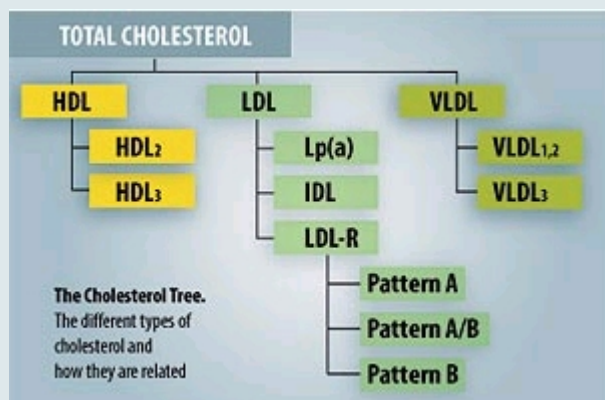 TOTAL CHOLESTEROL
HDL
LDL
VLDL
HDL2
Lp(a)
VLDL1,2
HDL3
IDL
VLDL3
LDL-R
Pattern A
Pattern A/B
Pattern B
The Cholesterol Tree.
The different types of
cholesterol and
how they are related